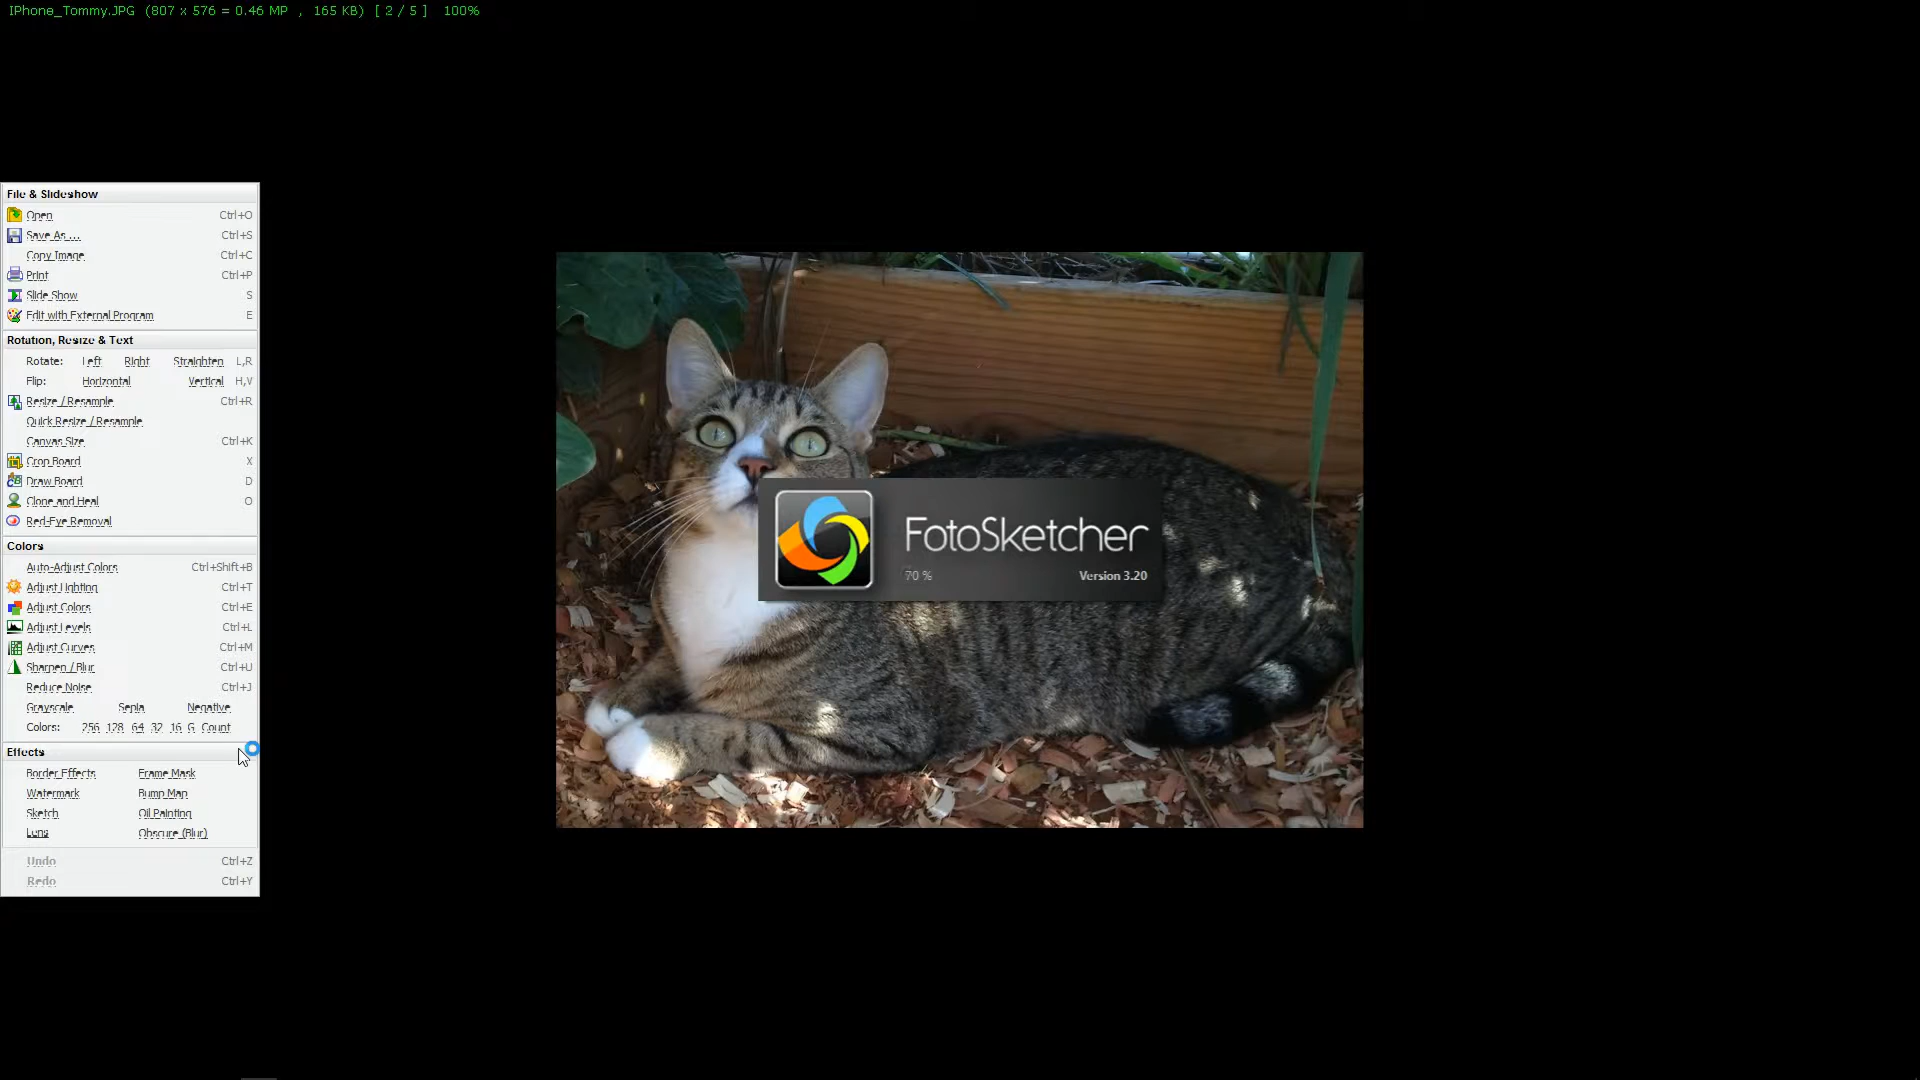 IPhone_Tommy.JPG (807 x 576 = 0.46 MP , 165 KB) [ 2 / 5 ] 100%
File & Slideshow
Open Ctrl+O
Save As ... Ctrl+S
Copy Image Ctrl+C
Print Ctrl+P
Slide Show S
Edit with External Program E
Rotation, Resize & Text
Rotate: Left Right Straighten L,R
Flip: Horizontal Vertical H,V
Resize / Resample Ctrl+R
Quick Resize / Resample
Canvas Size Ctrl+K
Crop Board X
Draw Board D
Clone and Heal O
Red-Eye Removal
Colors
Auto-Adjust Colors Ctrl+Shift+B
Adjust Lighting Ctrl+T
Adjust Colors Ctrl+E
Adjust Levels Ctrl+L
Adjust Curves Ctrl+M
Sharpen / Blur Ctrl+U
Reduce Noise Ctrl+J
Grayscale Sepia Negative
Colors: 256 128 64 32 16 G Count
Effects
Border Effects Frame Mask
Watermark Bump Map
Sketch Oil Painting
Lens Obscure (Blur)
Undo Ctrl+Z
Redo Ctrl+Y
FotoSketcher
70 % Version 3.20